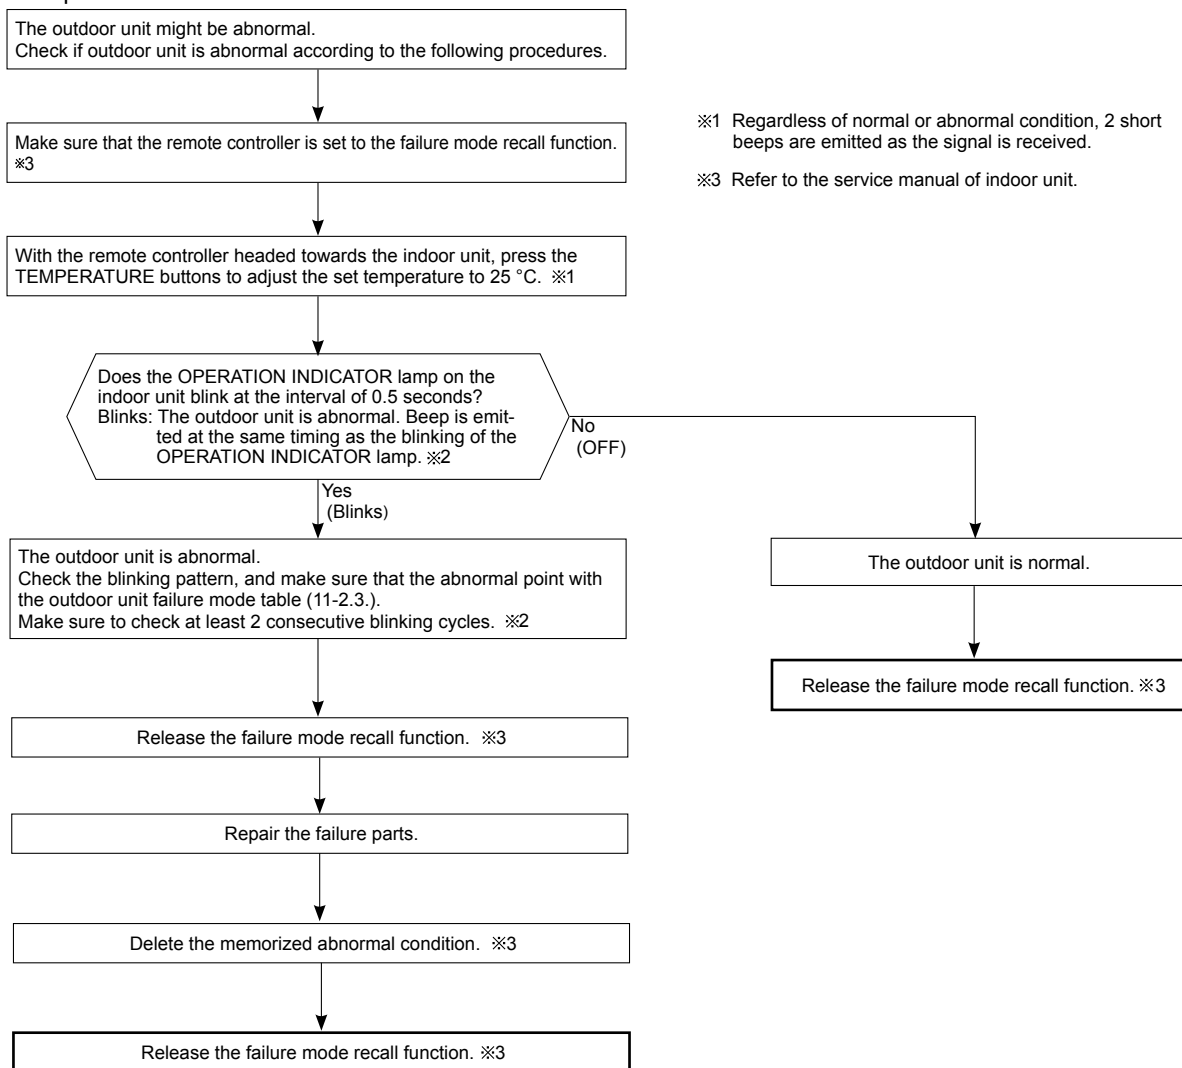 The outdoor unit might be abnormal.
Check if outdoor unit is abnormal according to the following procedures.
Make sure that the remote controller is set to the failure mode recall function.
※3
※1 Regardless of normal or abnormal condition, 2 short
beeps are emitted as the signal is received.
※3 Refer to the service manual of indoor unit.
With the remote controller headed towards the indoor unit, press the
TEMPERATURE buttons to adjust the set temperature to 25 °C. ※1
Does the OPERATION INDICATOR lamp on the
indoor unit blink at the interval of 0.5 seconds?
Blinks: The outdoor unit is abnormal. Beep is emit-
ted at the same timing as the blinking of the
OPERATION INDICATOR lamp. ※2
No
(OFF)
Yes
(Blinks)
The outdoor unit is abnormal.
Check the blinking pattern, and make sure that the abnormal point with
the outdoor unit failure mode table (11-2.3.).
Make sure to check at least 2 consecutive blinking cycles. ※2
The outdoor unit is normal.
Release the failure mode recall function. ※3
Release the failure mode recall function. ※3
Repair the failure parts.
Delete the memorized abnormal condition. ※3
Release the failure mode recall function. ※3